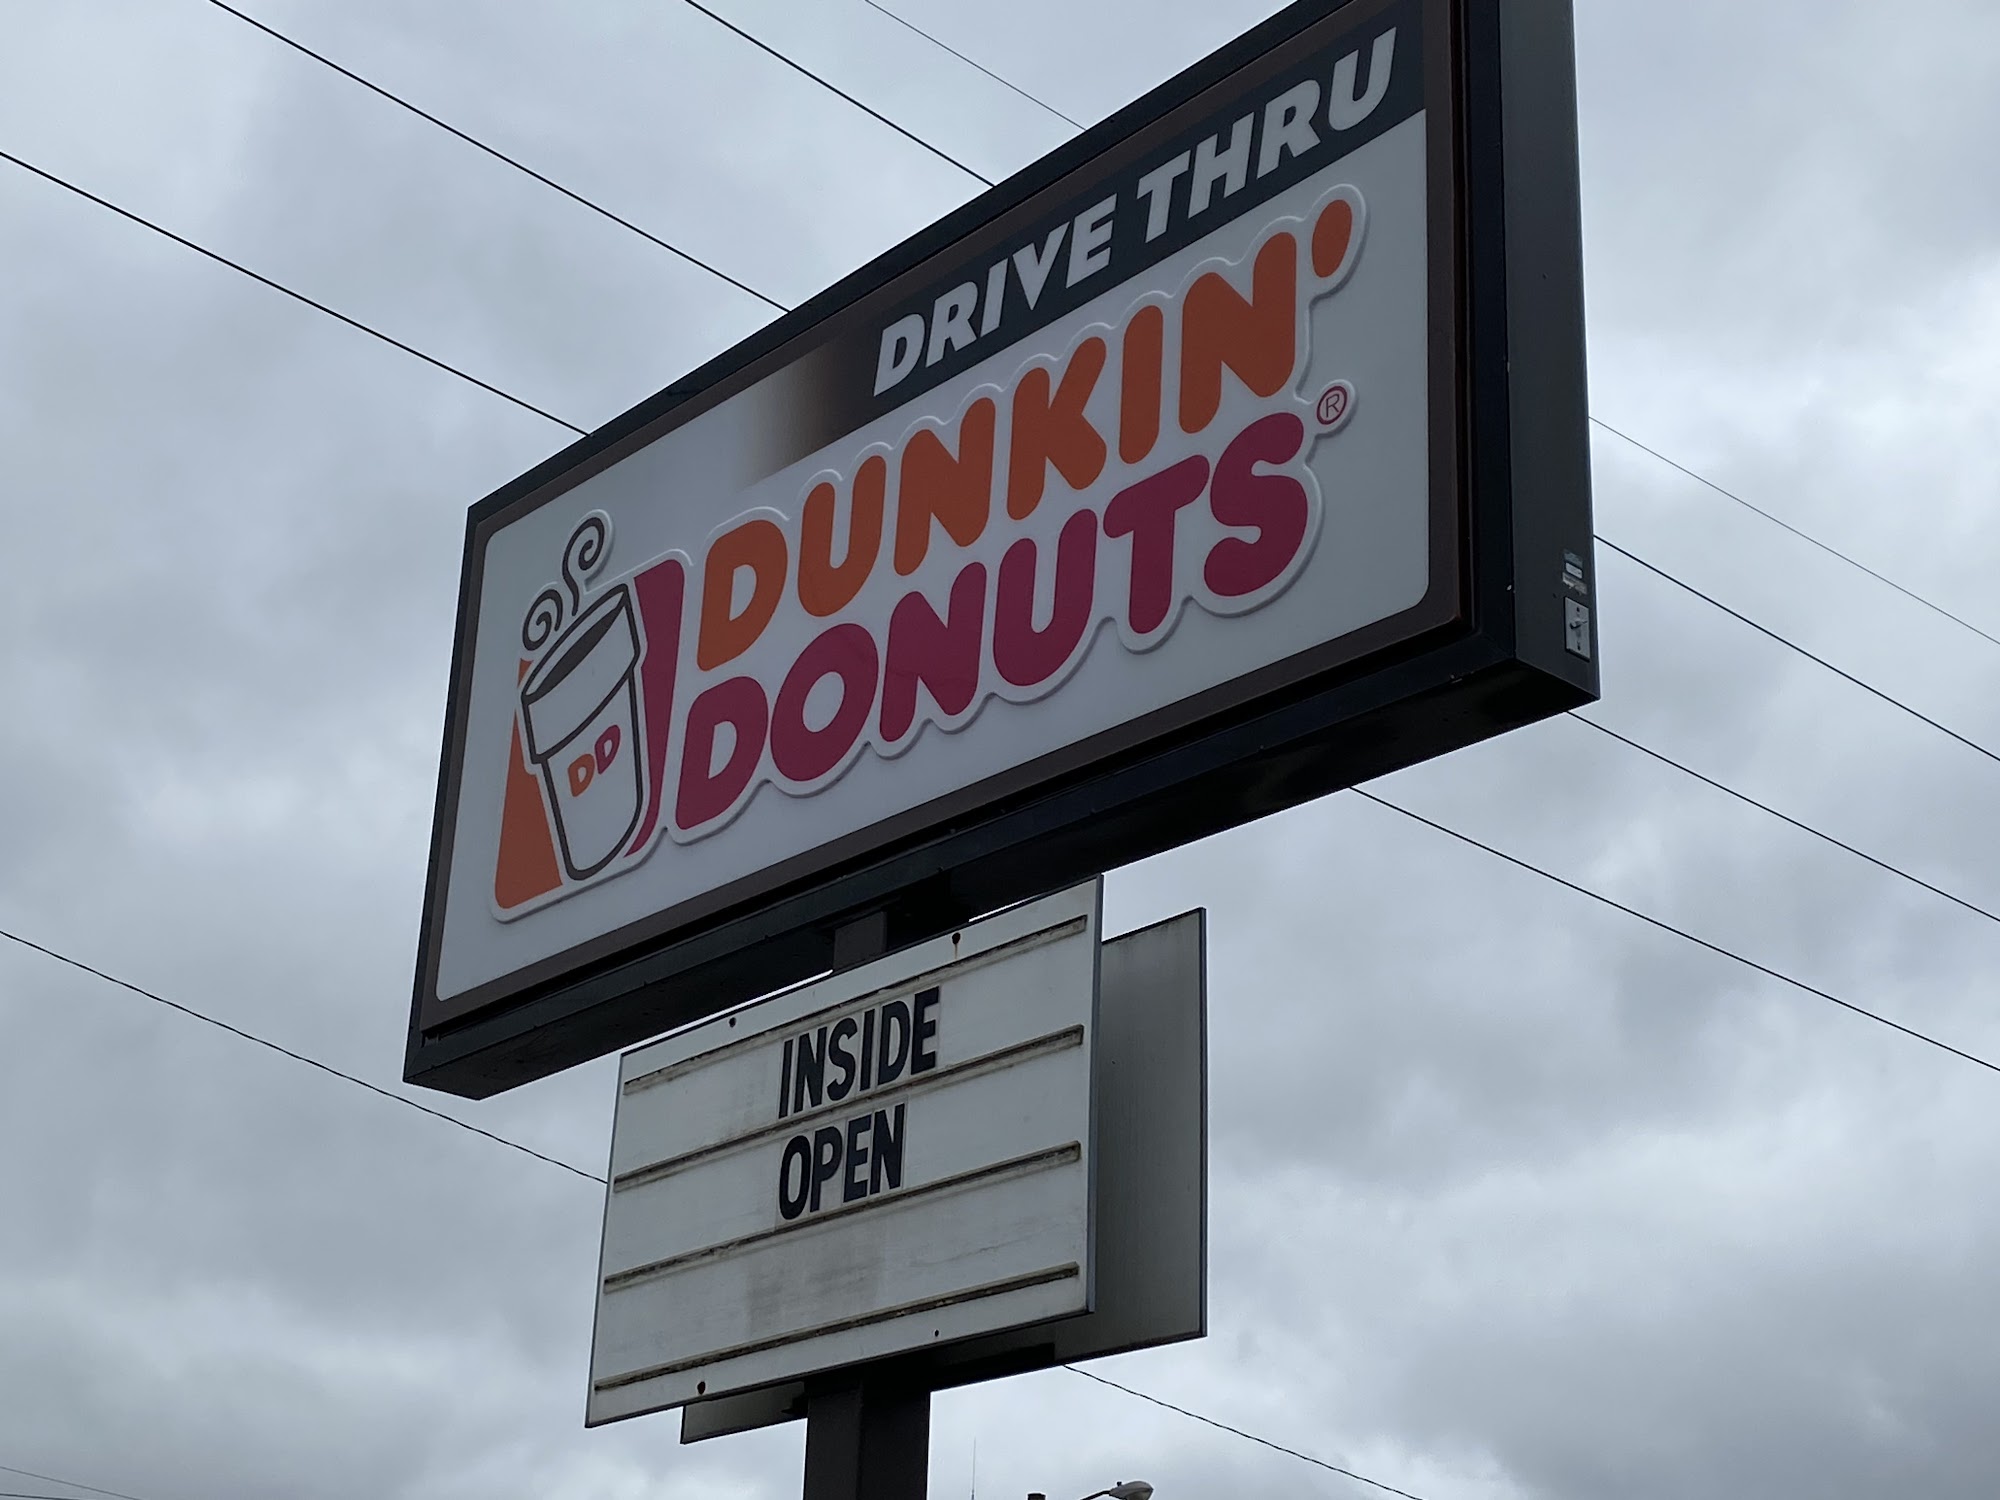 DRIVE THRU
DUNKIN'
DONUTS®
DD
INSIDE
OPEN